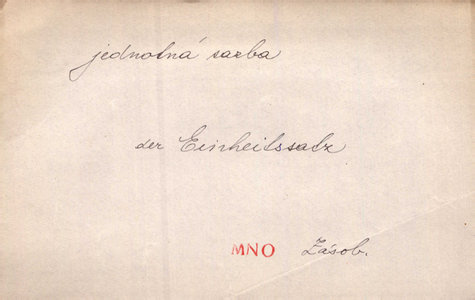 jednotná sazba
der Einheitssatz
MNO Zásob.